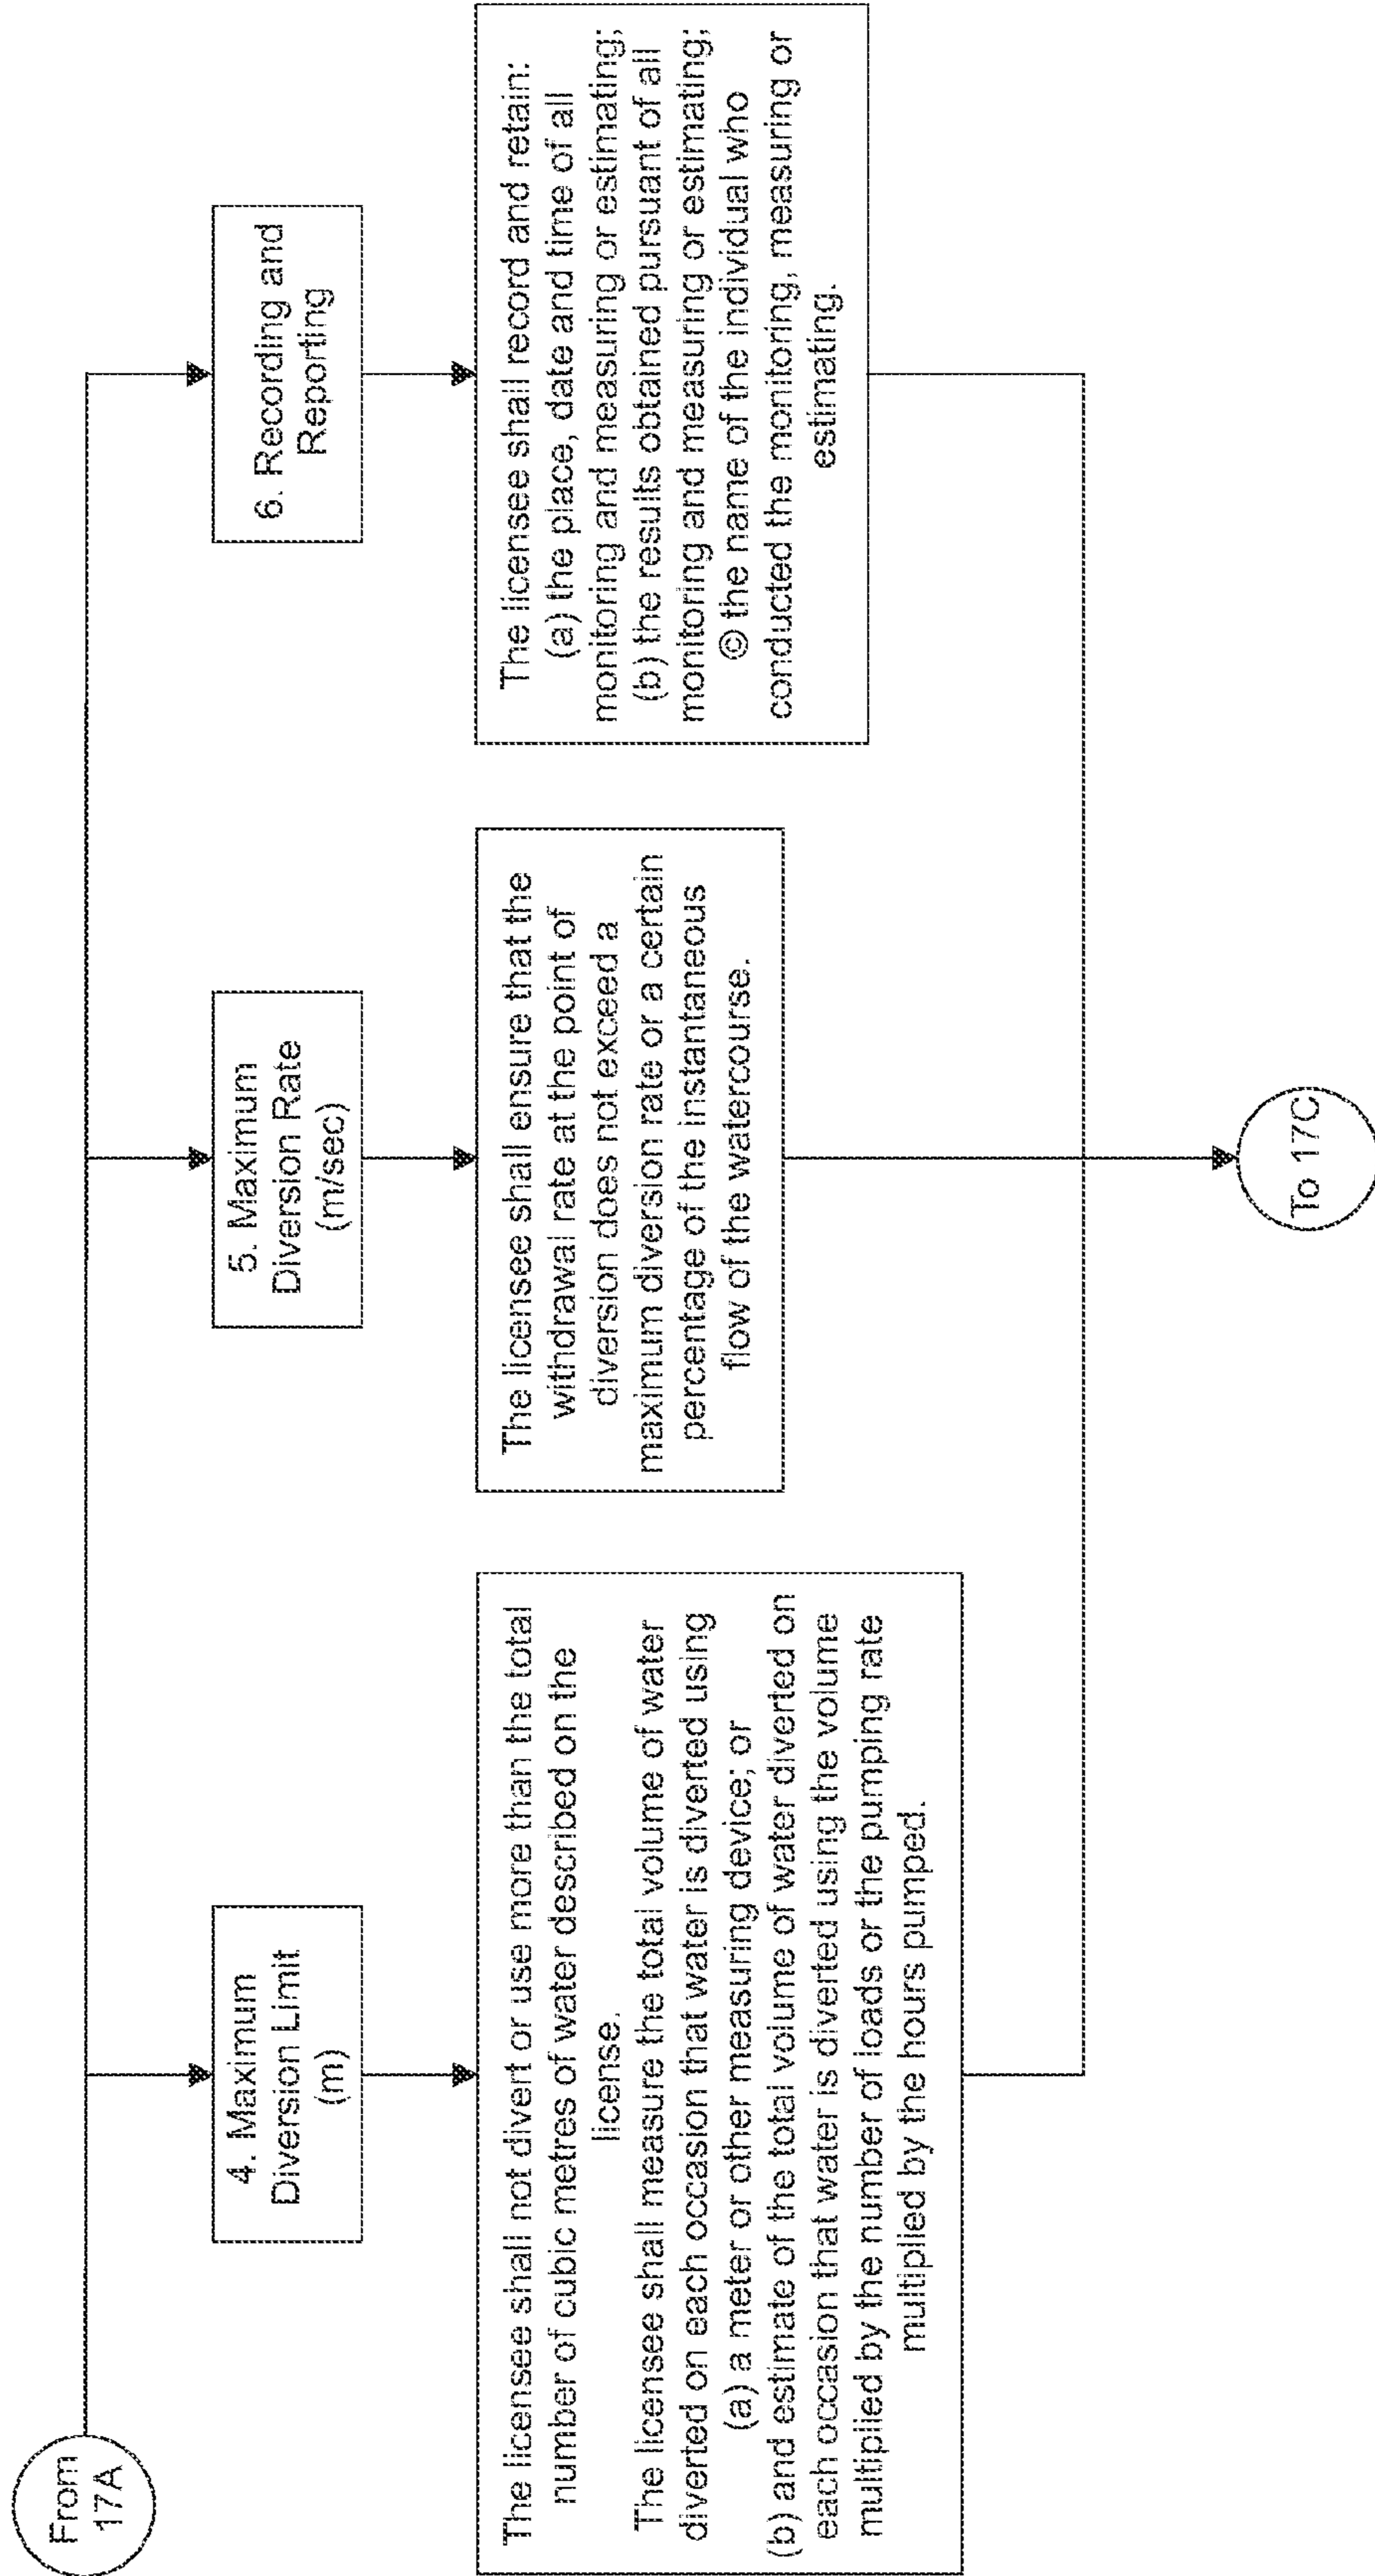 From
17A
4. Maximum
Diversion Limit
(m)
5. Maximum
Diversion Rate
(m/sec)
6. Recording and
Reporting
The licensee shall not divert or use more than the total
number of cubic metres of water described on the
license.
The licensee shall measure the total volume of water
diverted on each occasion that water is diverted using
(a) a meter or other measuring device; or
(b) and estimate of the total volume of water diverted on
each occasion that water is diverted using the volume
multiplied by the number of loads or the pumping rate
multiplied by the hours pumped.
The licensee shall ensure that the
withdrawal rate at the point of
diversion does not exceed a
maximum diversion rate or a certain
percentage of the instantaneous
flow of the watercourse.
The licensee shall record and retain:
(a) the place, date and time of all
monitoring and measuring or estimating;
(b) the results obtained pursuant of all
monitoring and measuring or estimating;
© the name of the individual who
conducted the monitoring, measuring or
estimating.
To 17C